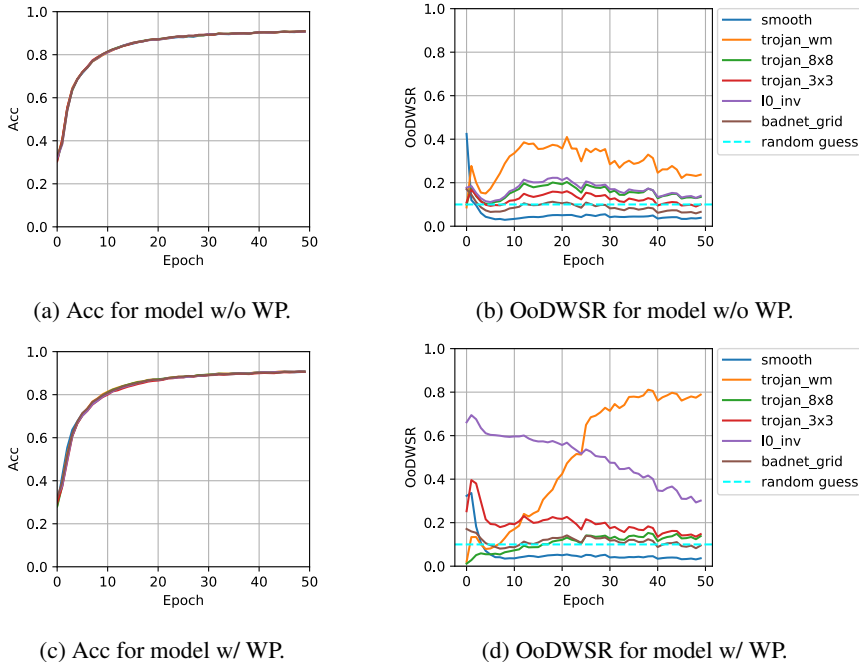 1.0
0.8
0.6
0.4
0.2
0.0
Acc
0 10 20 30 40 50
Epoch
(a) Acc for model w/o WP.
1.0
0.8
0.6
0.4
0.2
0.0
OoDWSR
0 10 20 30 40 50
Epoch
smooth
trojan_wm
trojan_8x8
trojan_3x3
l0_inv
badnet_grid
random guess
(b) OoDWSR for model w/o WP.
1.0
0.8
0.6
0.4
0.2
0.0
Acc
0 10 20 30 40 50
Epoch
(c) Acc for model w/ WP.
1.0
0.8
0.6
0.4
0.2
0.0
OoDWSR
0 10 20 30 40 50
Epoch
smooth
trojan_wm
trojan_8x8
trojan_3x3
l0_inv
badnet_grid
random guess
(d) OoDWSR for model w/ WP.